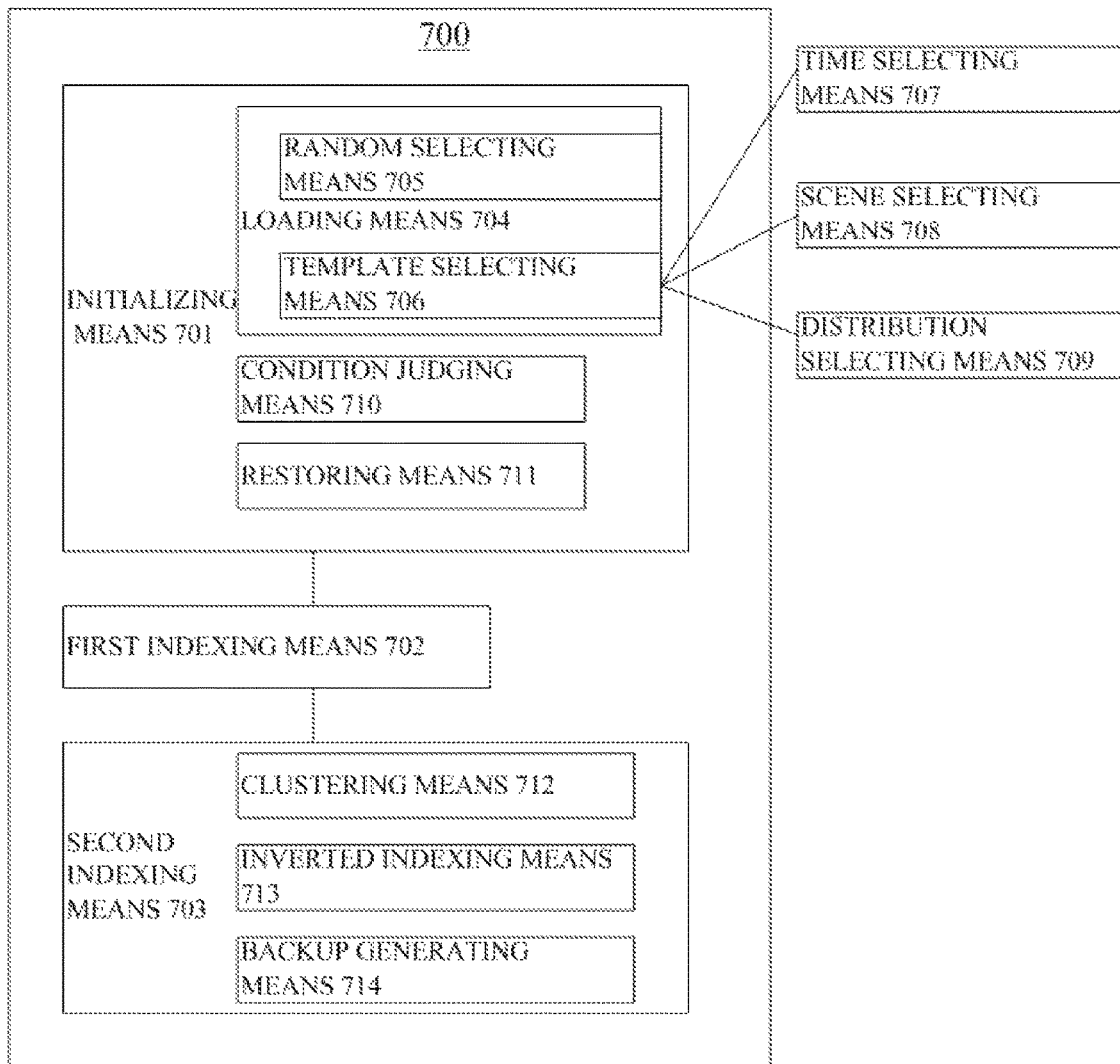 700
RANDOM SELECTING
MEANS 705
LOADING MEANS 704
TEMPLATE SELECTING
MEANS 706
INITIALIZING
MEANS 701
CONDITION JUDGING
MEANS 710
RESTORING MEANS 711
TIME SELECTING
MEANS 707
SCENE SELECTING
MEANS 708
DISTRIBUTION
SELECTING MEANS 709
FIRST INDEXING MEANS 702
SECOND
INDEXING
MEANS 703
CLUSTERING MEANS 712
INVERTED INDEXING MEANS
713
BACKUP GENERATING
MEANS 714